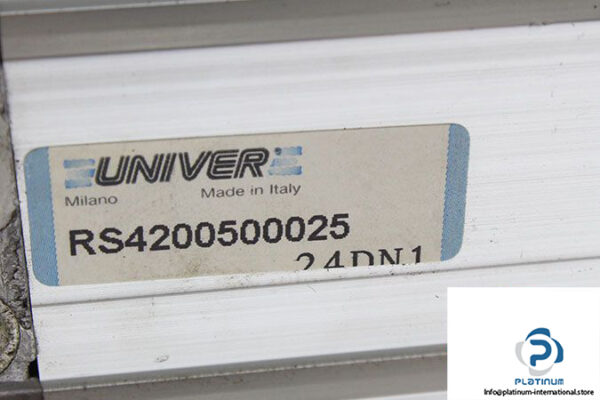 UNIVER
Milano Made in Italy
RS4200500025
24DN1
PLATINUM
Info@platinum-international.store